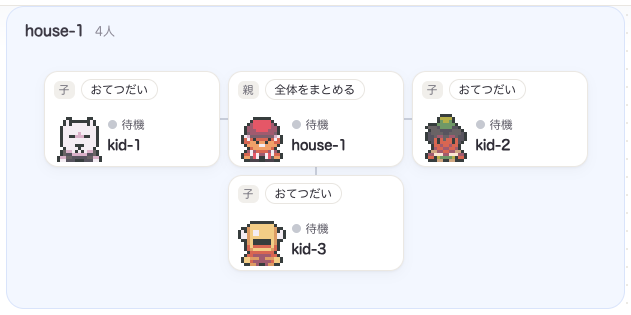 house-1 4人
子 おてつだい
待機
kid-1
親 全体をまとめる
待機
house-1
子 おてつだい
待機
kid-2
子 おてつだい
待機
kid-3